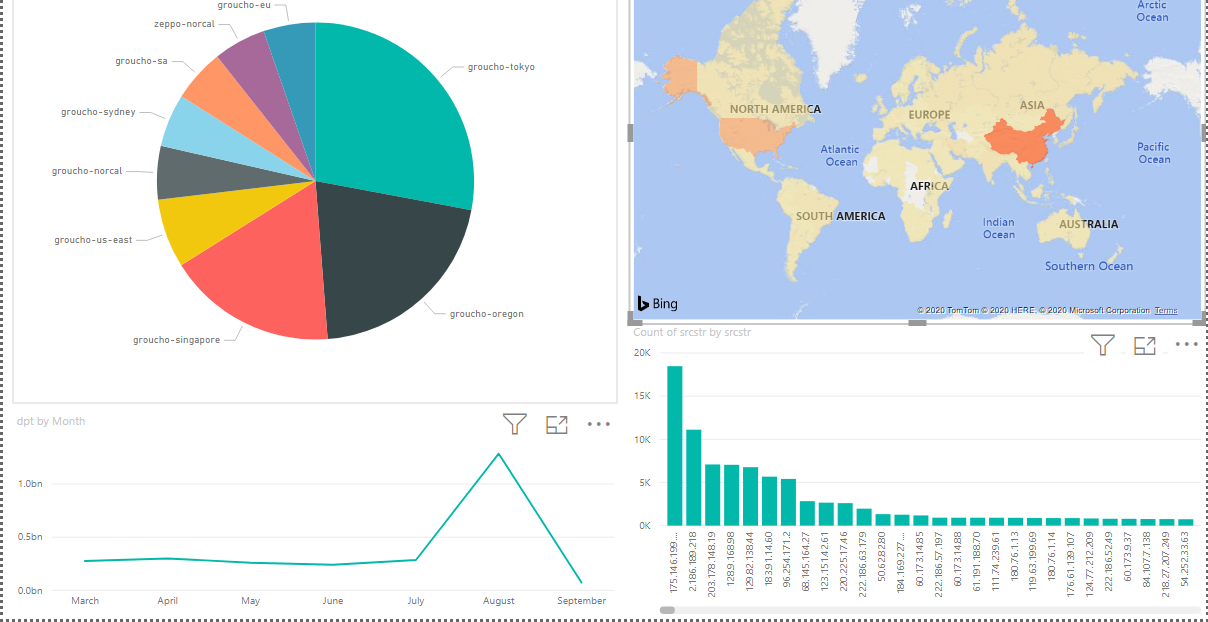 groucho-eu
zeppo-norcal
groucho-sa
groucho-tokyo
groucho-sydney
groucho-norcal
groucho-us-east
groucho-oregon
groucho-singapore
Arctic
Ocean
NORTH AMERICA
EUROPE
ASIA
Atlantic
Ocean
Pacific
Ocean
AFRICA
SOUTH AMERICA
Indian
Ocean
AUSTRALIA
Southern Ocean
Bing
© 2020 TomTom © 2020 HERE, © 2020 Microsoft Corporation Terms
dpt by Month
1.0bn
0.5bn
0.0bn
March April May June July August September
Count of srcstr by srcstr
20K
15K
10K
5K
0K
175.146.199....
2.186.189.218
203.178.148.19
128.9.168.98
129.82.138.44
183.91.14.60
96.254.171.2
68.145.164.27
123.151.42.61
220.225.17.46
222.186.63.179
50.62.82.80
184.169.227....
60.173.14.85
222.186.57.197
60.173.14.88
61.191.188.70
111.74.239.61
180.76.1.13
119.63.199.69
180.76.1.14
176.61.139.107
124.77.212.209
222.186.52.49
60.173.9.37
84.107.7.138
218.27.207.249
54.252.33.63